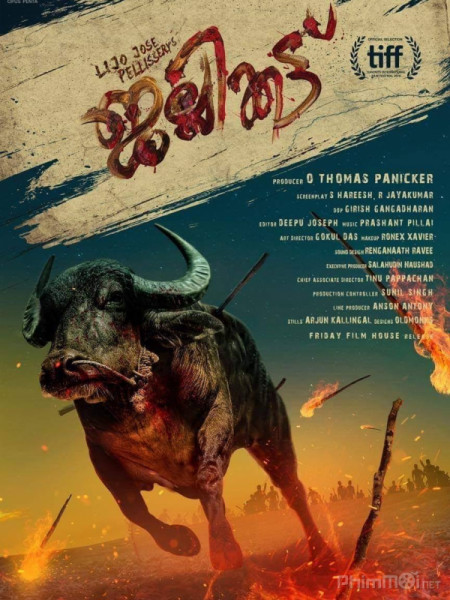 OPUS PENTA
LIJO JOSE
PELLISSERY'S
ജല്ലിക്കട്ട്
OFFICIAL SELECTION
tiff
PRODUCER O THOMAS PANICKER
SCREENPLAY S HAREESH, R JAYAKUMAR
DOP GIRISH GANGADHARAN
EDITOR DEEPU JOSEPH MUSIC PRASHANT PILLAI
ART DIRECTOR GOKUL DAS MAKEUP RONEX XAVIER
SOUND DESIGN RENGANAATH RAVEE
EXECUTIVE PRODUCER SALAHUDIN NAUSHAD
CHIEF ASSOCIATE DIRECTOR TINU PAPPACHAN
PRODUCTION CONTROLLER SUNIL SINGH
LINE PRODUCER ANSON ANTONY
STILLS ARJUN KALLINGAL DESIGNS OLDMONKS
FRIDAY FILM HOUSE RELEASE
PhimMoi.NET